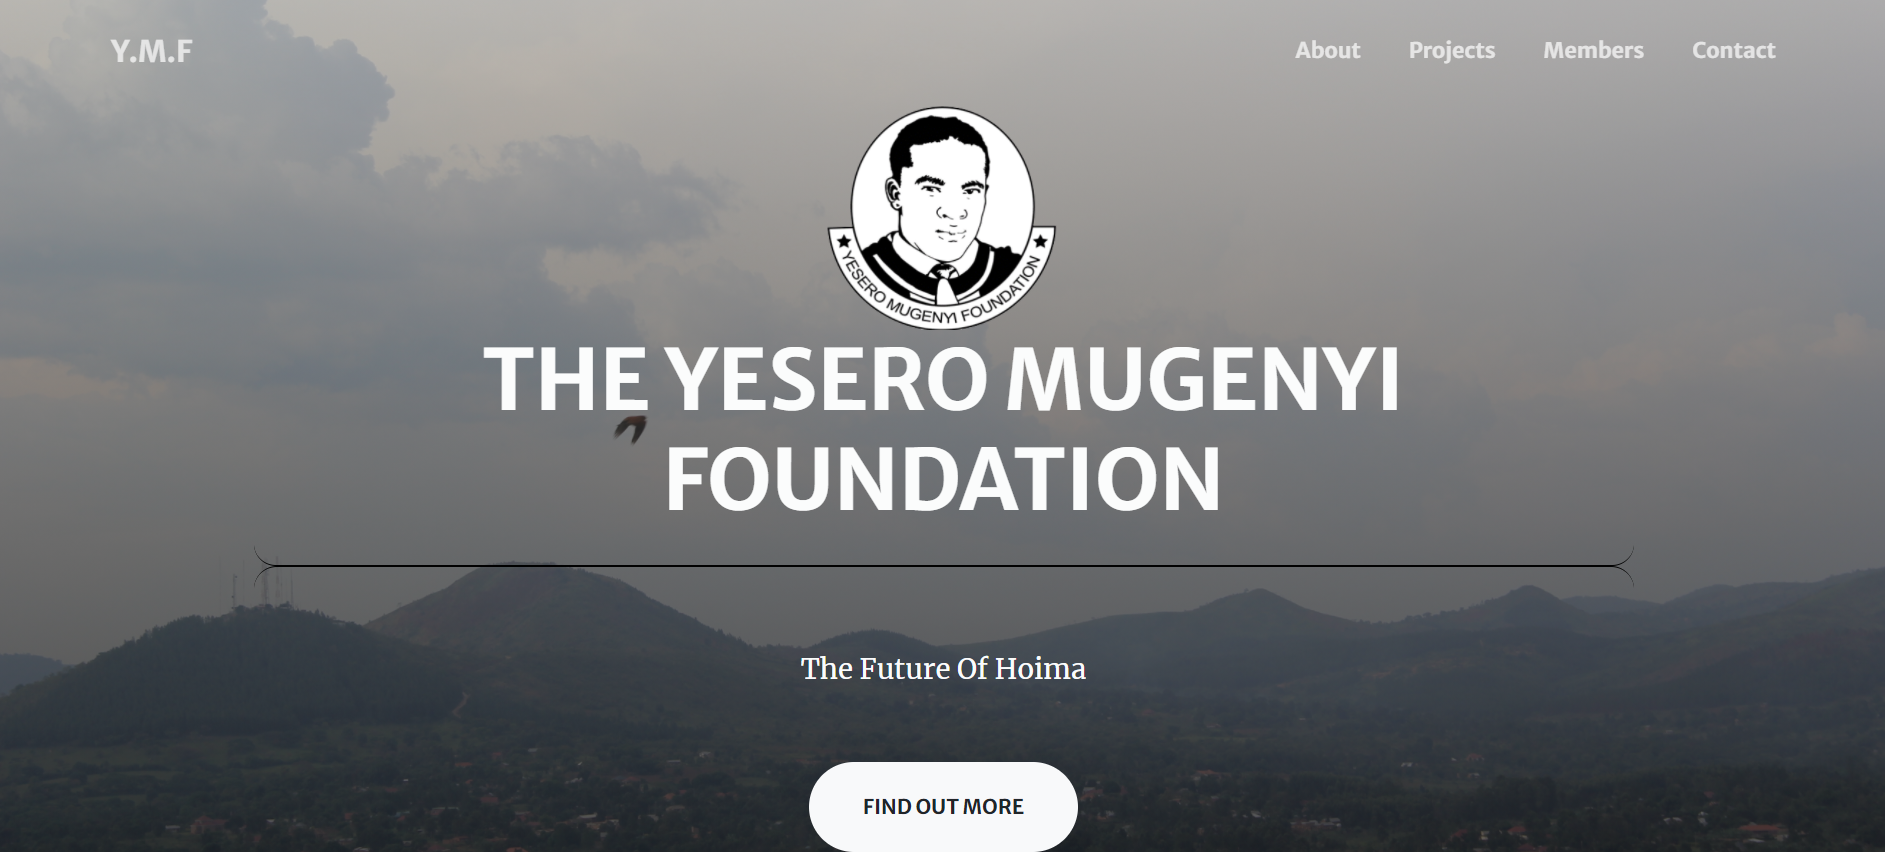 Y.M.F
About
Projects
Members
Contact
YESERO MUGENYI FOUNDATION
THE YESERO MUGENYI
FOUNDATION
The Future Of Hoima
FIND OUT MORE